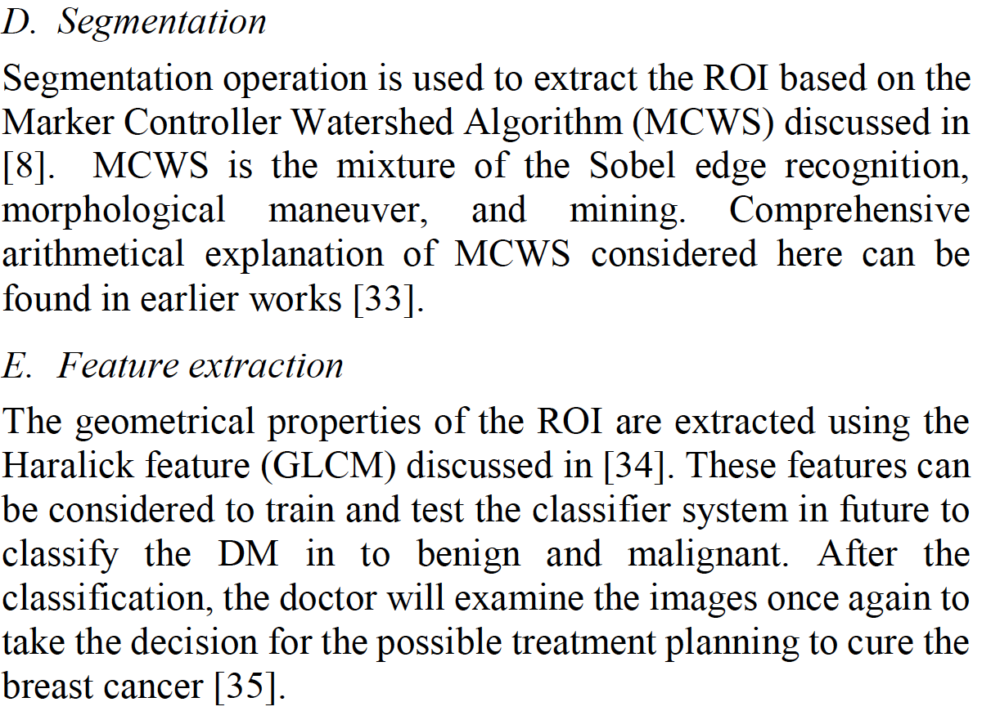 D. Segmentation
Segmentation operation is used to extract the ROI based on the
Marker Controller Watershed Algorithm (MCWS) discussed in
[8]. MCWS is the mixture of the Sobel edge recognition,
morphological maneuver, and mining. Comprehensive
arithmetical explanation of MCWS considered here can be
found in earlier works [33].
E. Feature extraction
The geometrical properties of the ROI are extracted using the
Haralick feature (GLCM) discussed in [34]. These features can
be considered to train and test the classifier system in future to
classify the DM in to benign and malignant. After the
classification, the doctor will examine the images once again to
take the decision for the possible treatment planning to cure the
breast cancer [35].